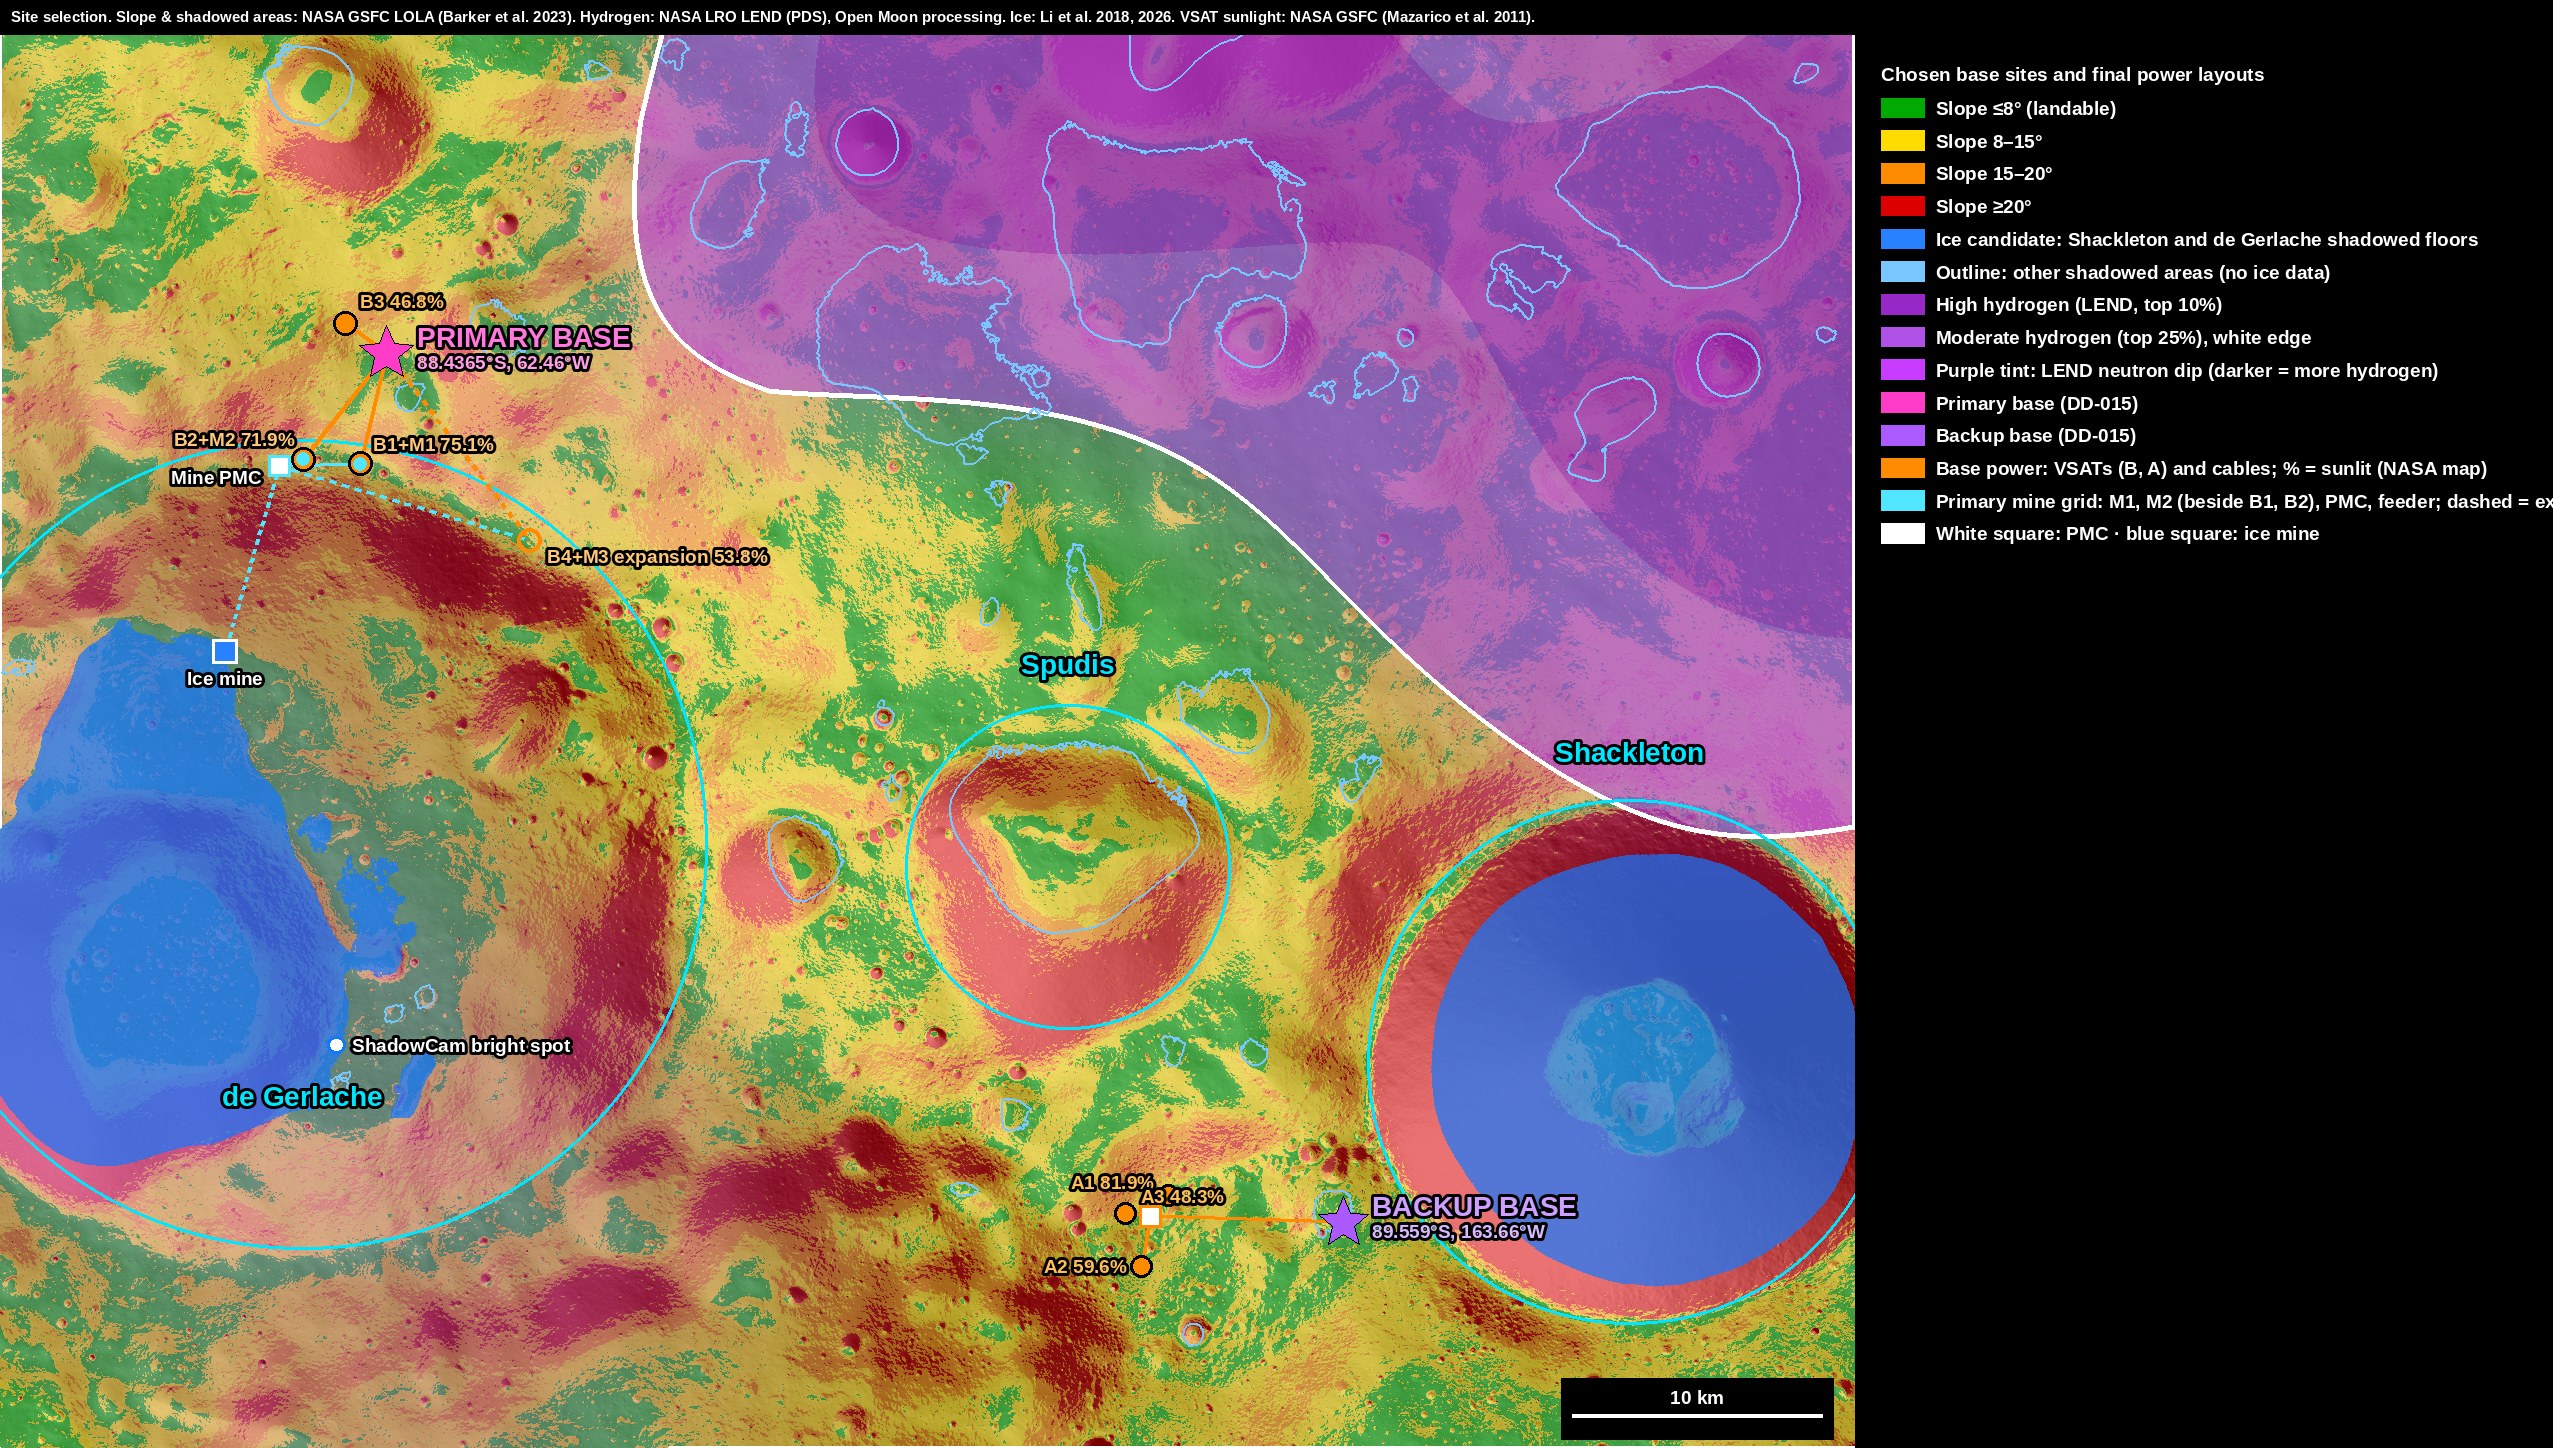 Site selection. Slope & shadowed areas: NASA GSFC LOLA (Barker et al. 2023). Hydrogen: NASA LRO LEND (PDS), Open Moon processing. Ice: Li et al. 2018, 2026. VSAT sunlight: NASA GSFC (Mazarico et al. 2011).
Chosen base sites and final power layouts
Slope ≤8° (landable)
Slope 8–15°
Slope 15–20°
Slope ≥20°
Ice candidate: Shackleton and de Gerlache shadowed floors
Outline: other shadowed areas (no ice data)
High hydrogen (LEND, top 10%)
Moderate hydrogen (top 25%), white edge
Purple tint: LEND neutron dip (darker = more hydrogen)
Primary base (DD-015)
Backup base (DD-015)
Base power: VSATs (B, A) and cables; % = sunlit (NASA map)
Primary mine grid: M1, M2 (beside B1, B2), PMC, feeder; dashed = ex
White square: PMC · blue square: ice mine
B3 46.8%
PRIMARY BASE
88.4365°S, 62.46°W
B2+M2 71.9%
B1+M1 75.1%
Mine PMC
B4+M3 expansion 53.8%
Ice mine
Spudis
Shackleton
ShadowCam bright spot
de Gerlache
A1 81.9%
A3 48.3%
BACKUP BASE
89.559°S, 163.66°W
A2 59.6%
10 km